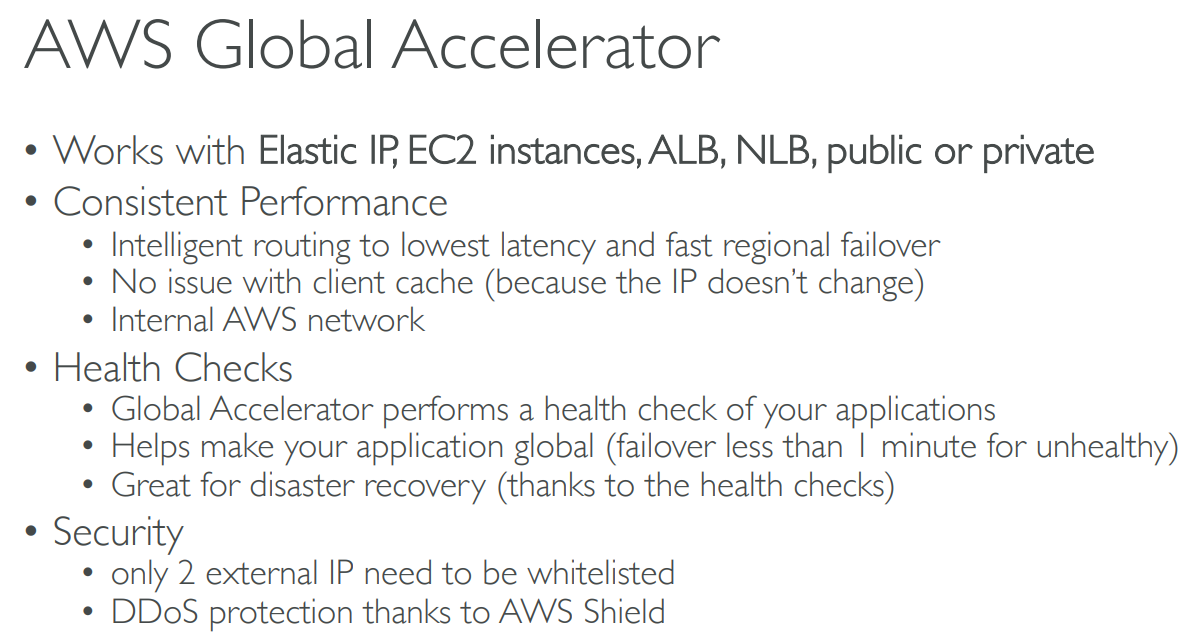 AWS Global Accelerator
• Works with Elastic IP, EC2 instances, ALB, NLB, public or private
• Consistent Performance
• Intelligent routing to lowest latency and fast regional failover
• No issue with client cache (because the IP doesn’t change)
• Internal AWS network
• Health Checks
• Global Accelerator performs a health check of your applications
• Helps make your application global (failover less than 1 minute for unhealthy)
• Great for disaster recovery (thanks to the health checks)
• Security
• only 2 external IP need to be whitelisted
• DDoS protection thanks to AWS Shield